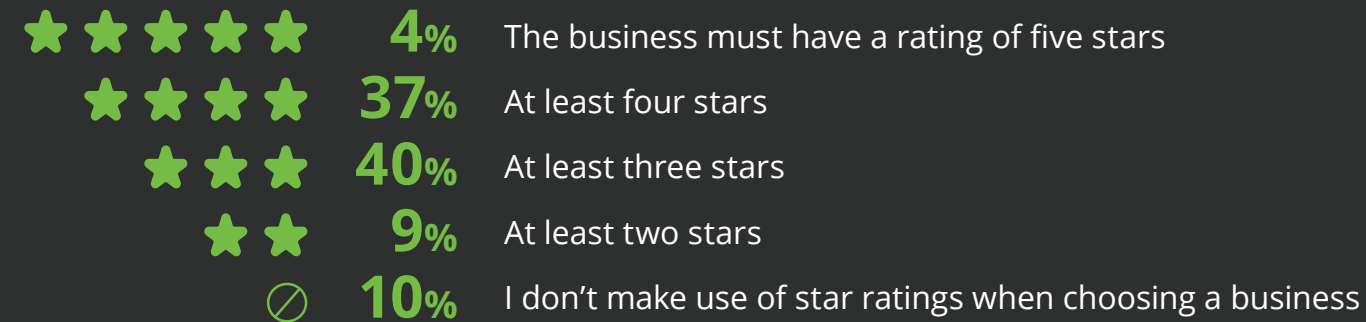 4% The business must have a rating of five stars
37% At least four stars
40% At least three stars
9% At least two stars
10% I don’t make use of star ratings when choosing a business